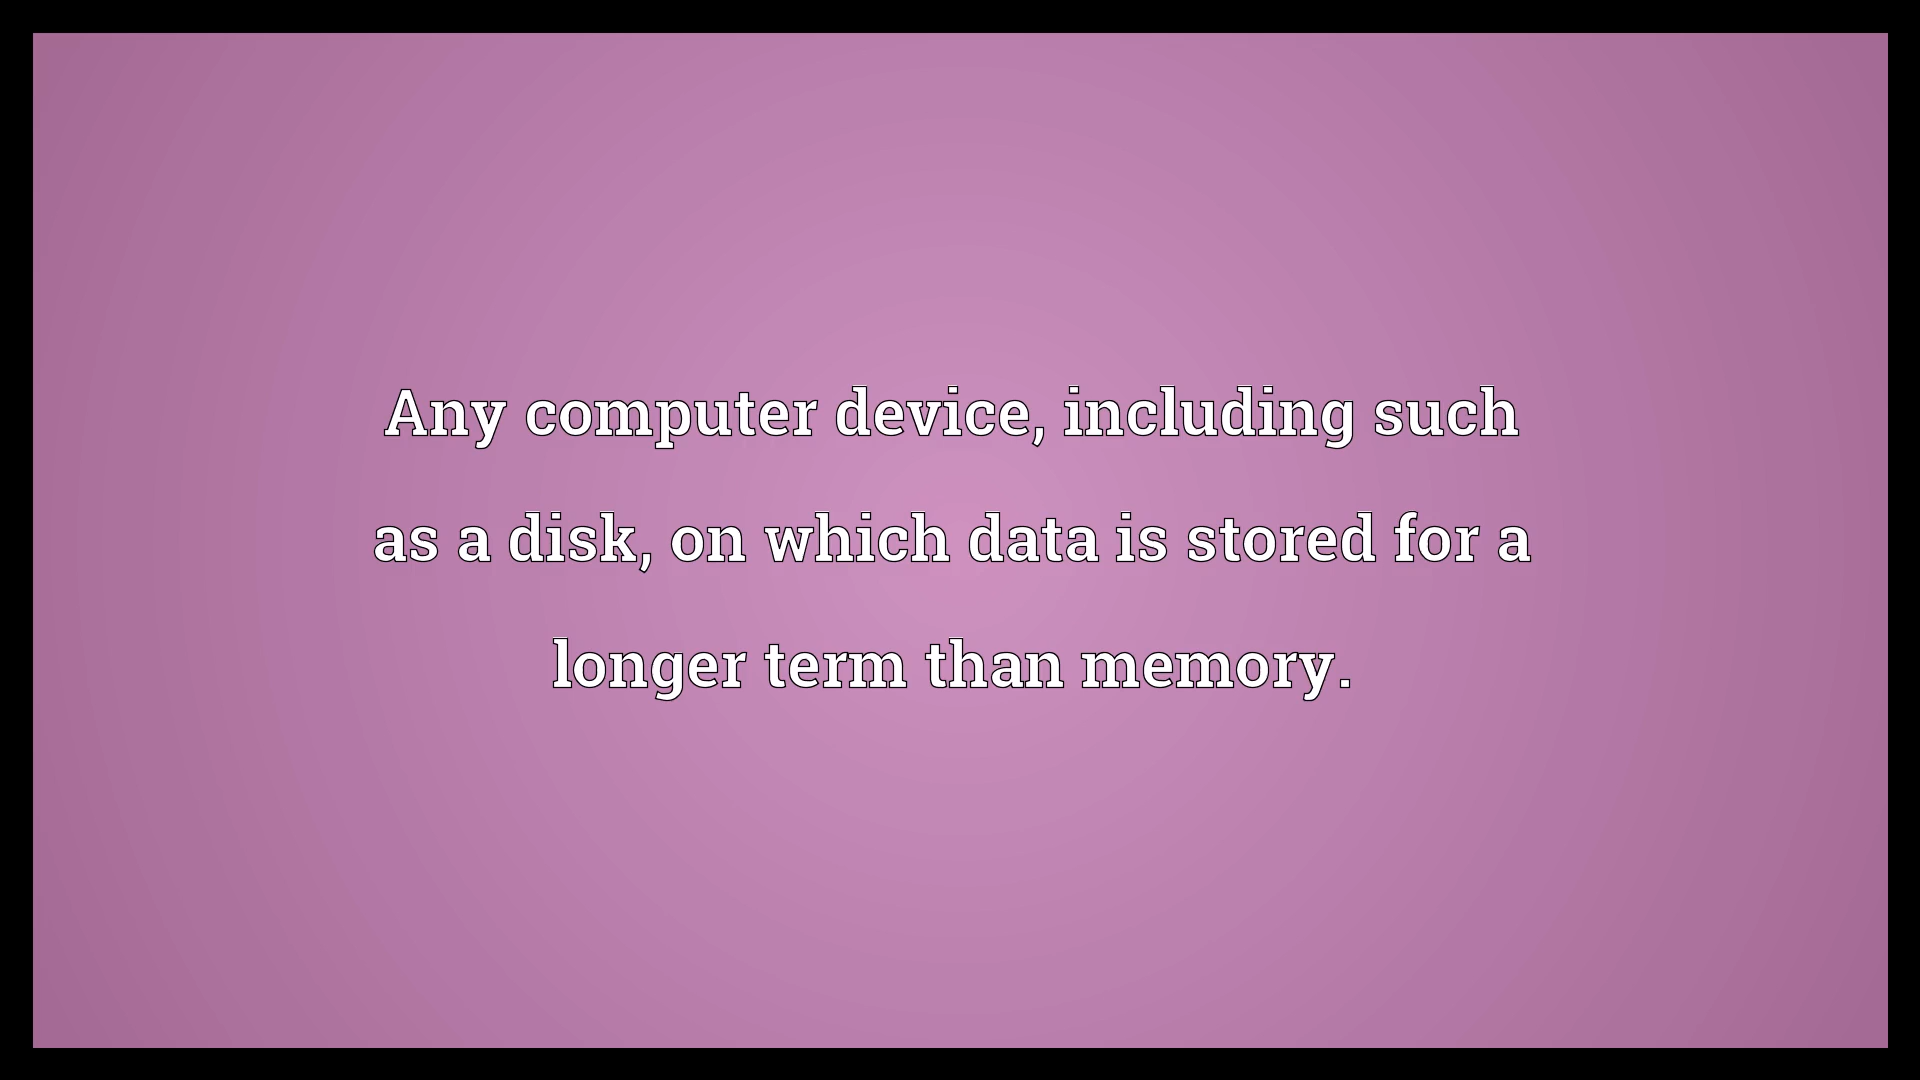 Any computer device, including such
as a disk, on which data is stored for a
longer term than memory.